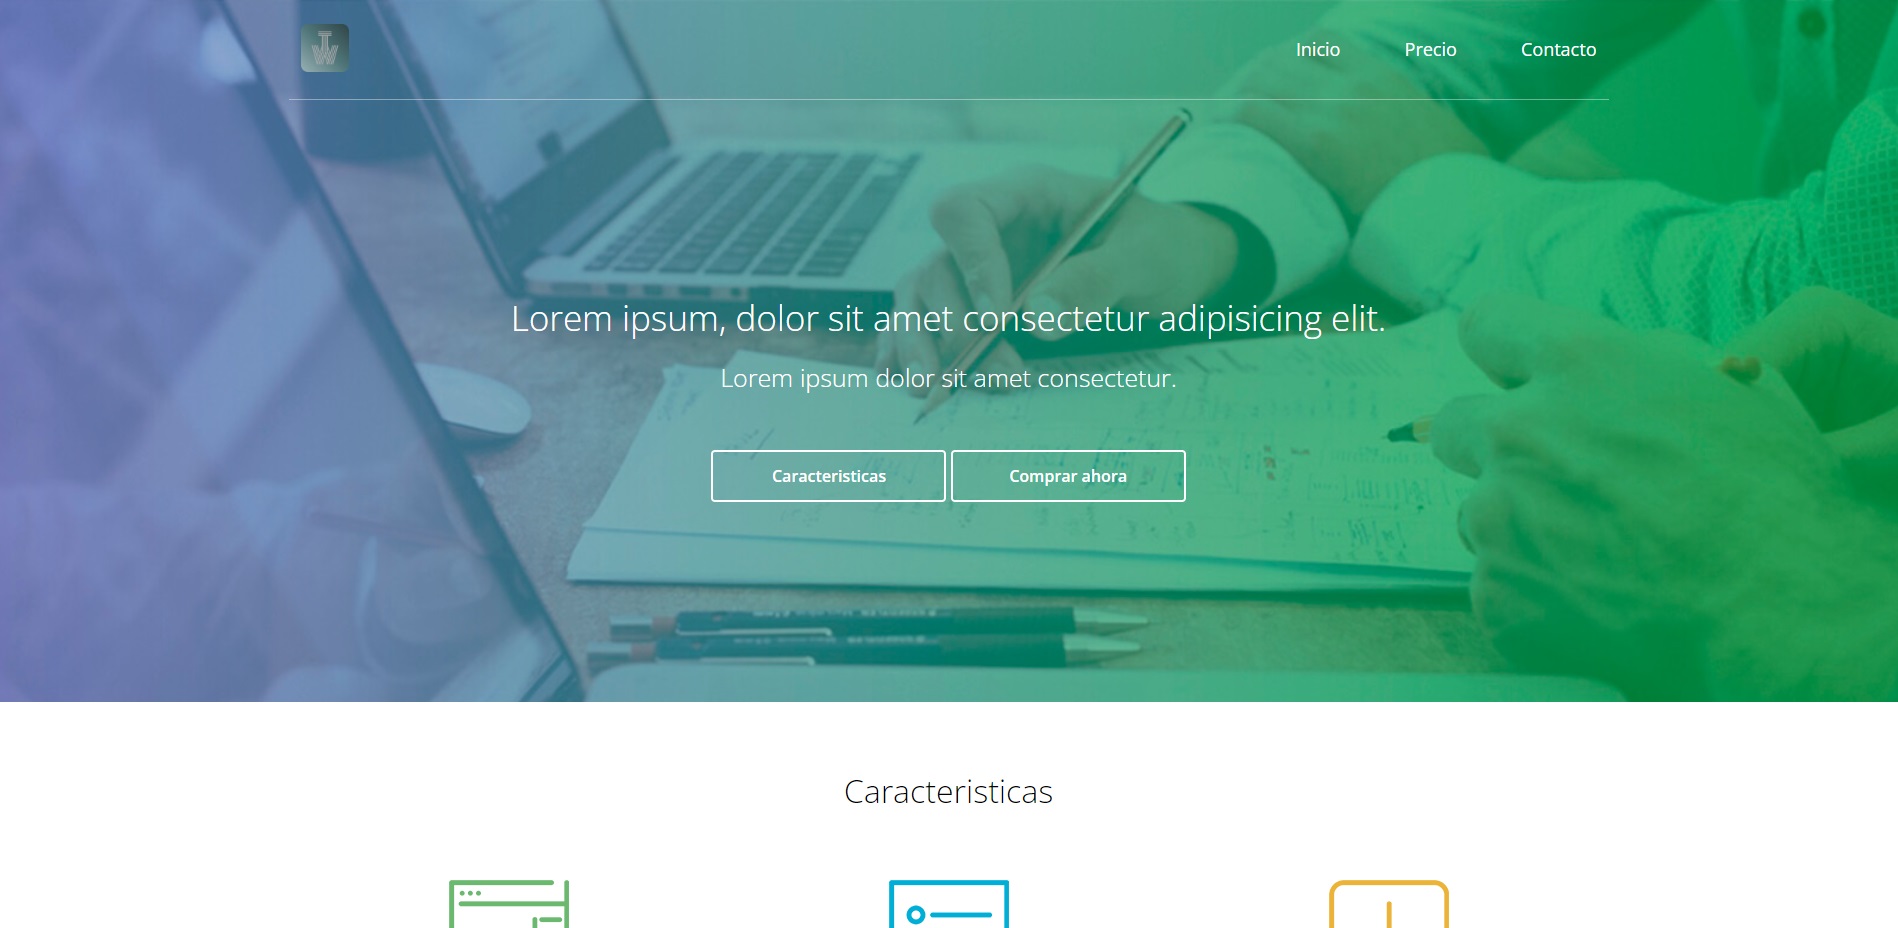 TW
Inicio
Precio
Contacto
Lorem ipsum, dolor sit amet consectetur adipisicing elit.
Lorem ipsum dolor sit amet consectetur.
Caracteristicas
Comprar ahora
Caracteristicas